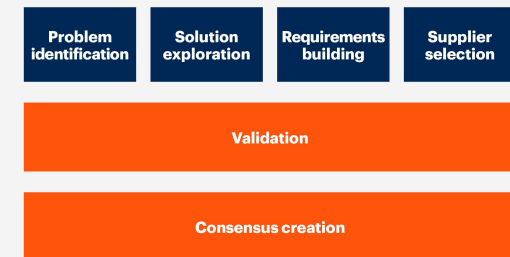 Problem
identification
Solution
exploration
Requirements
building
Supplier
selection
Validation
Consensus creation